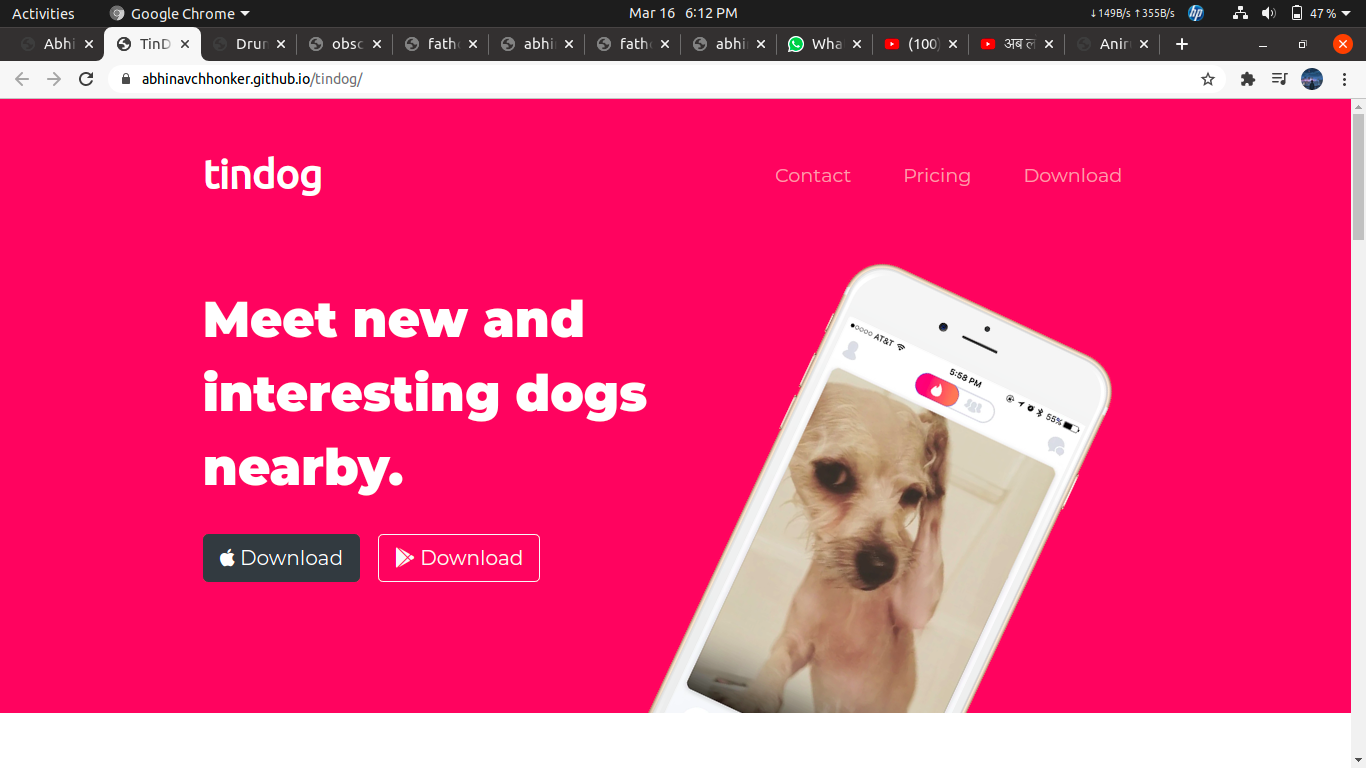 Activities Google Chrome Mar 16 6:12 PM ↓149B/s ↑355B/s hp 47 %
Abhi TinD Drum obsc fath abhi fath abhi Wha (100) अब ल Anir
abhinavchhonker.github.io/tindog/
tindog Contact Pricing Download
Meet new and
interesting dogs
nearby.
Download Download
AT&T 5:58 PM 55%